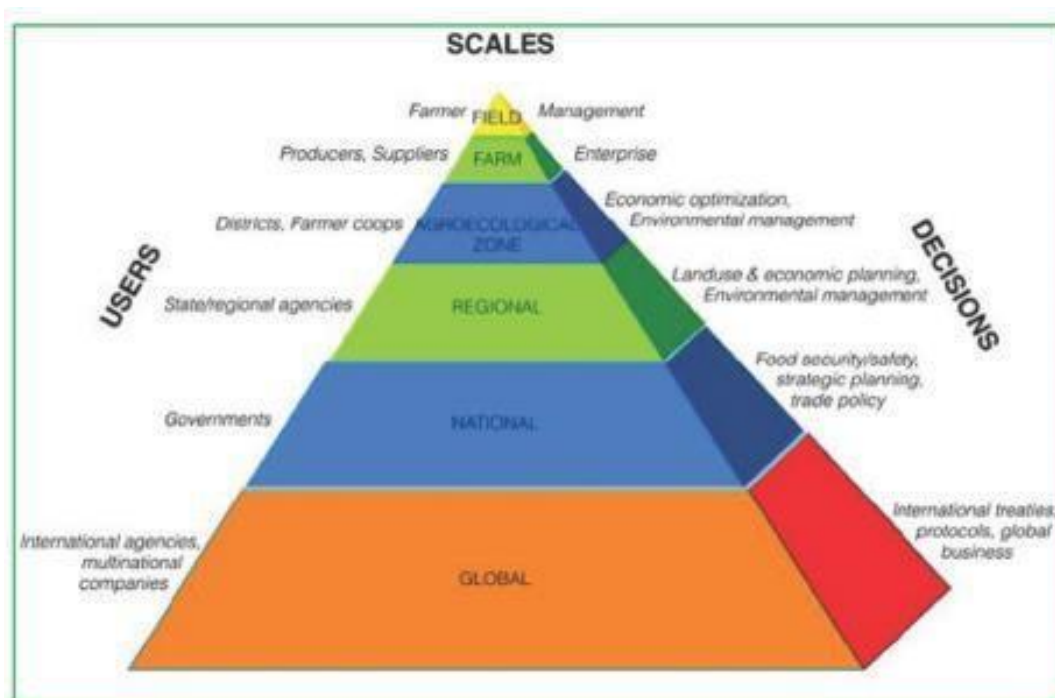 SCALES
Farmer
FIELD
Management
Producers, Suppliers
FARM
Enterprise
Districts, Farmer coops
AGROECOLOGICAL
ZONE
Economic optimization,
Environmental management
State/regional agencies
REGIONAL
Landuse & economic planning,
Environmental management
USERS
DECISIONS
Governments
NATIONAL
Food security/safety,
strategic planning,
trade policy
International agencies,
multinational
companies
GLOBAL
International treaties,
protocols, global
business